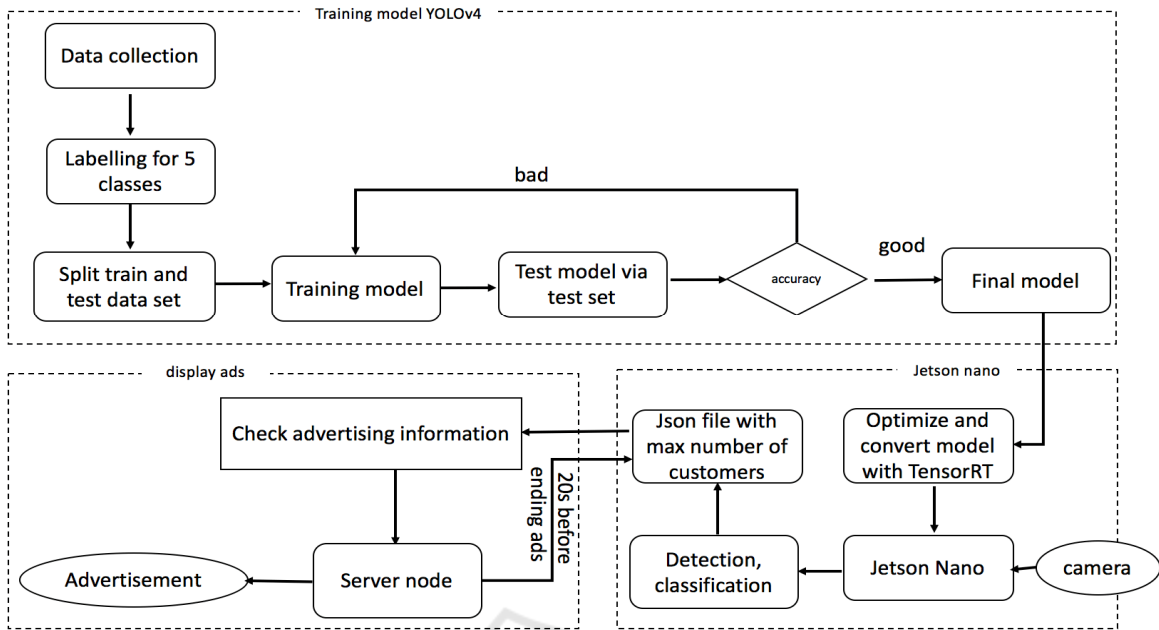 Training model YOLOv4
Data collection
Labelling for 5
classes
bad
Split train and
test data set
Training model
Test model via
test set
accuracy
good
Final model
display ads
Jetson nano
Check advertising information
Json file with
max number of
customers
Optimize and
convert model
with TensorRT
20s before
ending ads
Advertisement
Server node
Detection,
classification
Jetson Nano
camera